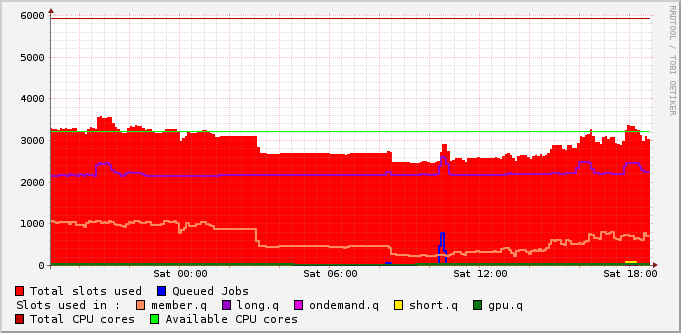 RRDTOOL / TOBI OETIKER
6000
5000
4000
3000
2000
1000
0
Sat 00:00 Sat 06:00 Sat 12:00 Sat 18:00
Total slots used Queued Jobs
Slots used in : member.q long.q ondemand.q short.q gpu.q
Total CPU cores Available CPU cores